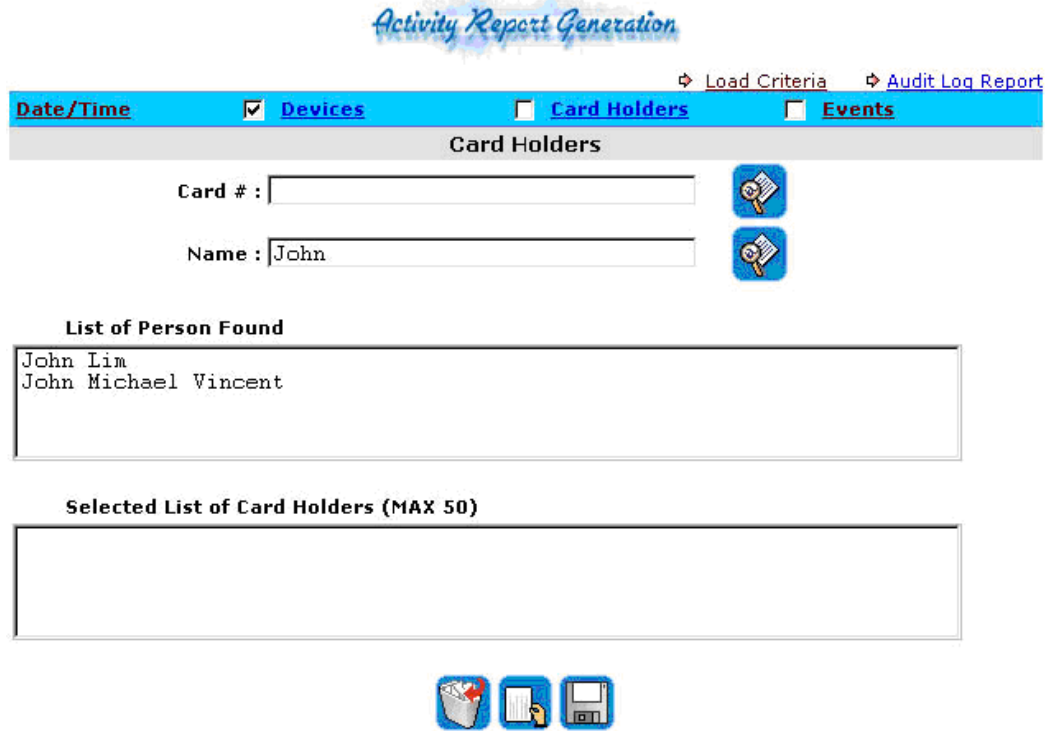 Activity Report Generation
Load Criteria Audit Log Report
Date/Time Devices Card Holders Events
Card Holders
Card # :
Name : John
List of Person Found
John Lim
John Michael Vincent
Selected List of Card Holders (MAX 50)